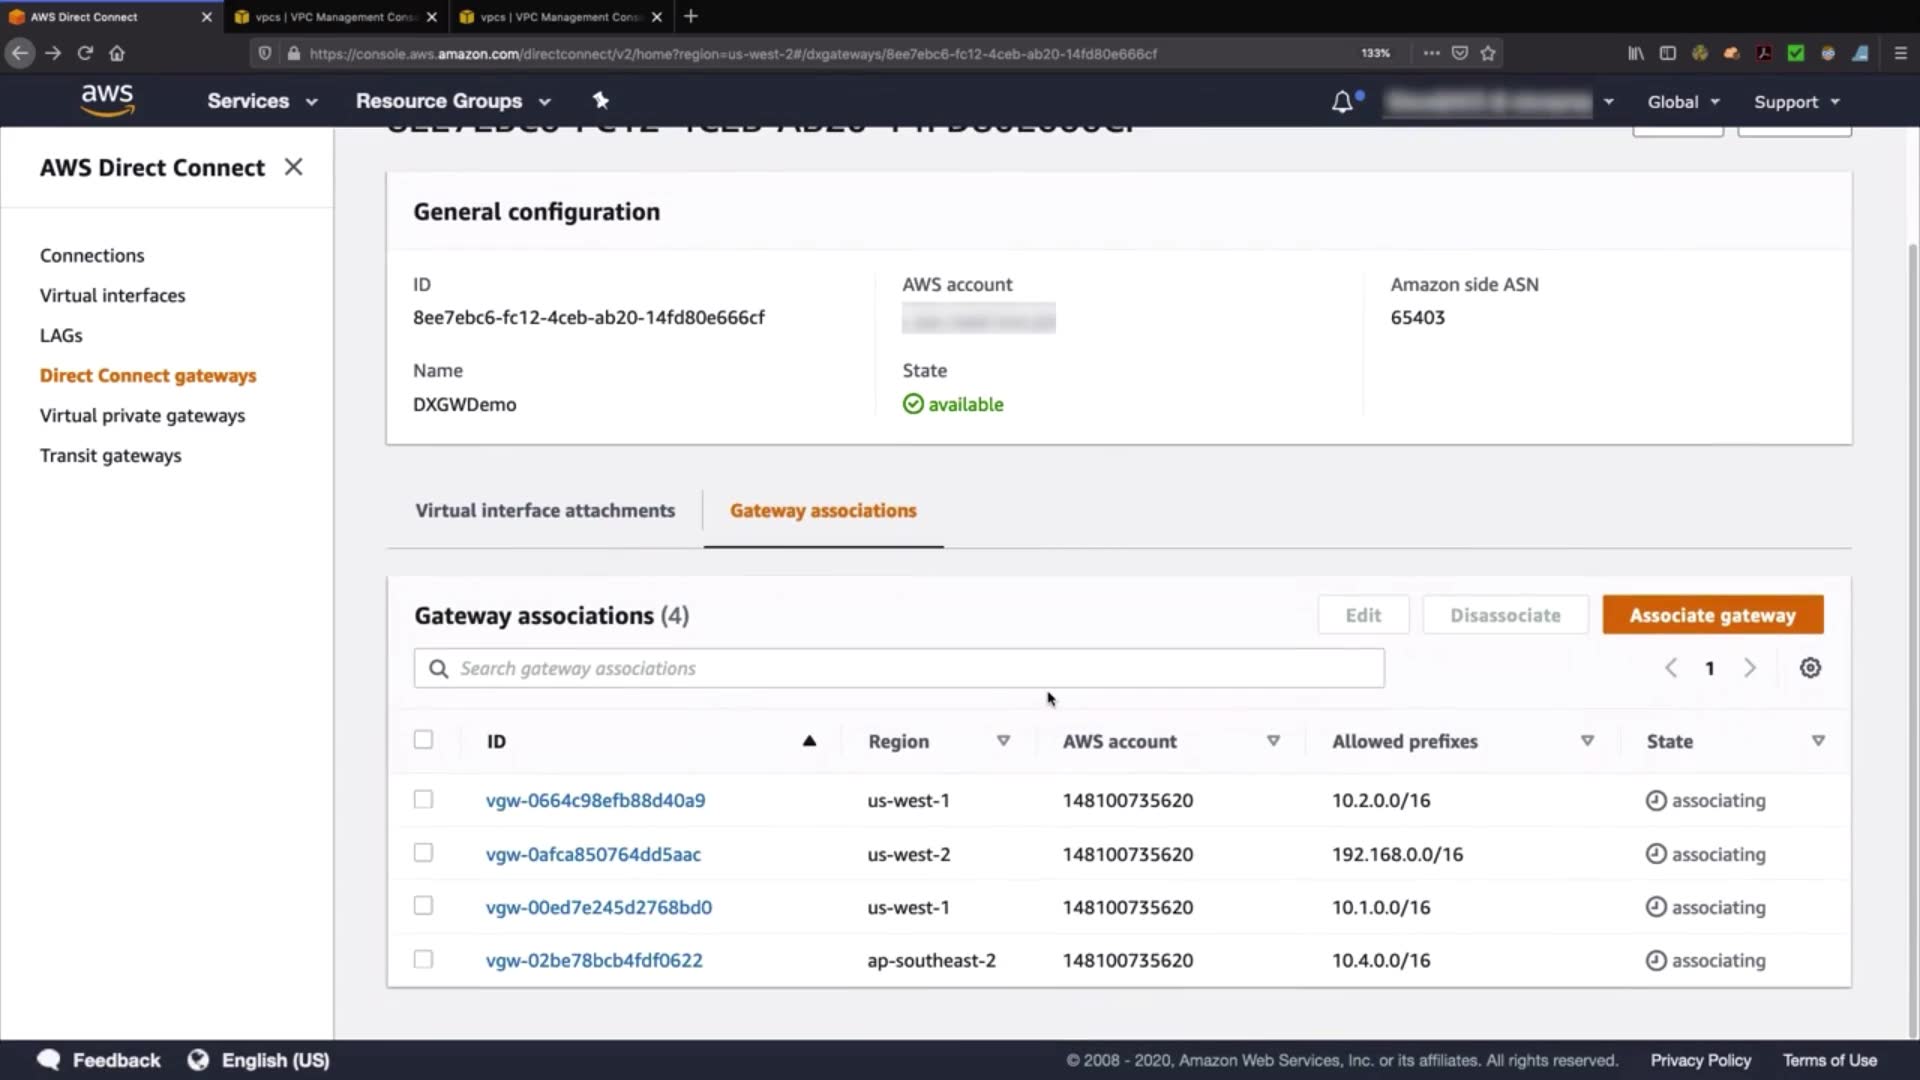 AWS Direct Connect
vpcs | VPC Management Cons
vpcs | VPC Management Cons
https://console.aws.amazon.com/directconnect/v2/home?region=us-west-2#/dxgateways/8ee7ebc6-fc12-4ceb-ab20-14fd80e666cf
133%
aws
Services
Resource Groups
Global
Support
8EE7EBC6-FC12-4CEB-AB20-14FD80E666CF
AWS Direct Connect
Connections
Virtual interfaces
LAGs
Direct Connect gateways
Virtual private gateways
Transit gateways
General configuration
ID
8ee7ebc6-fc12-4ceb-ab20-14fd80e666cf
AWS account
Amazon side ASN
65403
Name
DXGWDemo
State
available
Virtual interface attachments
Gateway associations
Gateway associations (4)
Edit
Disassociate
Associate gateway
Search gateway associations
1
ID Region AWS account Allowed prefixes State
vgw-0664c98efb88d40a9 us-west-1 148100735620 10.2.0.0/16 associating
vgw-0afca850764dd5aac us-west-2 148100735620 192.168.0.0/16 associating
vgw-00ed7e245d2768bd0 us-west-1 148100735620 10.1.0.0/16 associating
vgw-02be78bcb4fdf0622 ap-southeast-2 148100735620 10.4.0.0/16 associating
Feedback
English (US)
© 2008 - 2020, Amazon Web Services, Inc. or its affiliates. All rights reserved.
Privacy Policy
Terms of Use